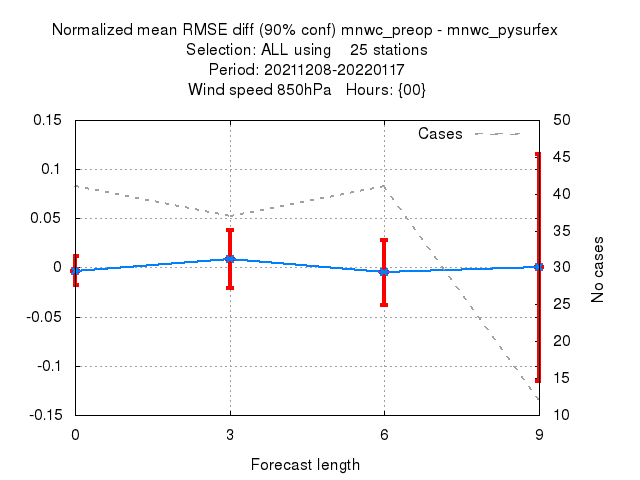 Normalized mean RMSE diff (90% conf) mnwc_preop - mnwc_pysurfex
Selection: ALL using 25 stations
Period: 20211208-20220117
Wind speed 850hPa Hours: {00}
Cases
0.15
0.1
0.05
0
-0.05
-0.1
-0.15
50
45
40
35
30
25
20
15
10
No cases
0 3 6 9
Forecast length